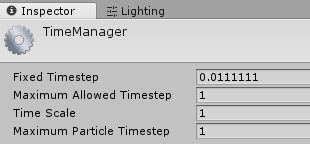 Inspector Lighting
TimeManager
Fixed Timestep 0.0111111
Maximum Allowed Timestep 1
Time Scale 1
Maximum Particle Timestep 1